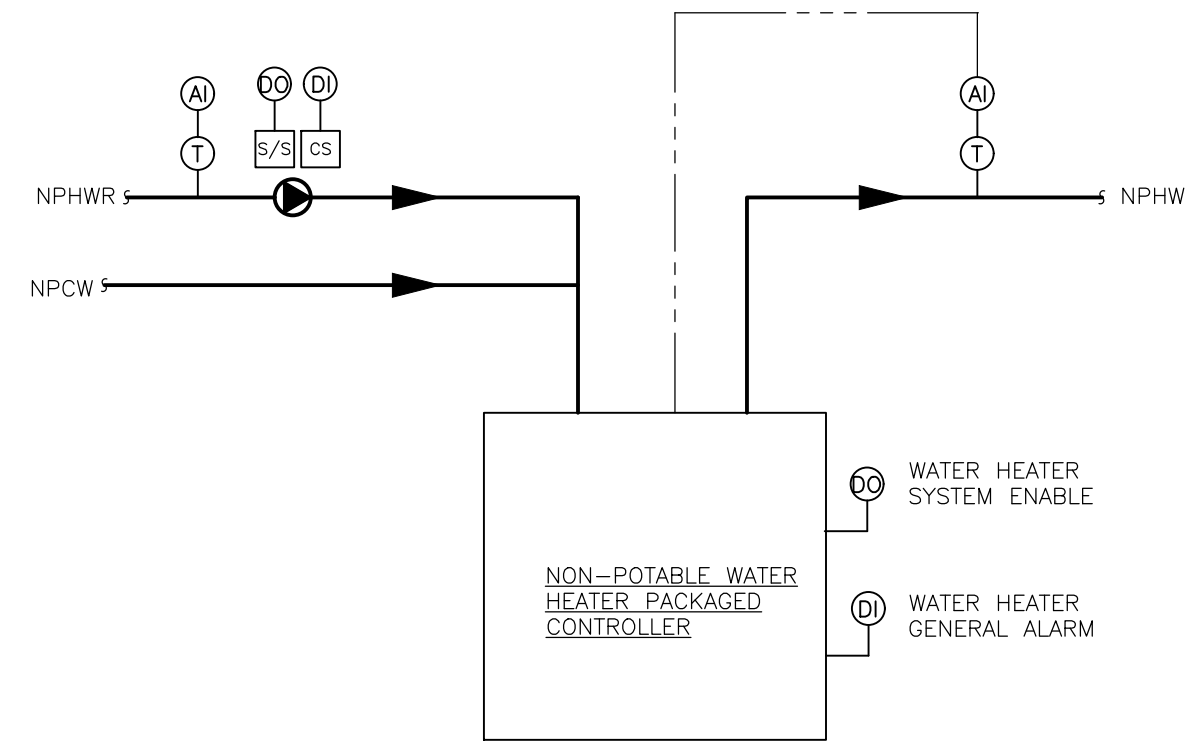 DO
DI
AI
AI
S/S
CS
T
T
NPHWR
NPHW
NPCW
DO
WATER HEATER
SYSTEM ENABLE
NON-POTABLE WATER
HEATER PACKAGED
CONTROLLER
DI
WATER HEATER
GENERAL ALARM